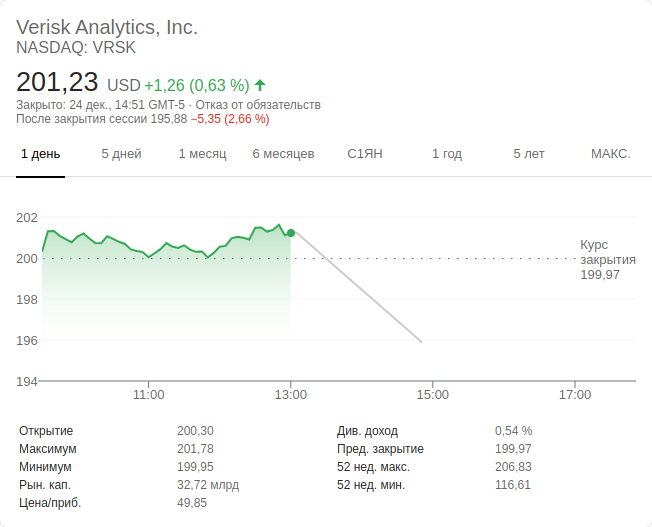 Verisk Analytics, Inc.
NASDAQ: VRSK
201,23 USD +1,26 (0,63 %)
Закрыто: 24 дек., 14:51 GMT-5 · Отказ от обязательств
После закрытия сессии 195,88 −5,35 (2,66 %)
1 день 5 дней 1 месяц 6 месяцев С1ЯН 1 год 5 лет МАКС.
202
200
198
196
194
Курс
закрытия
199,97
11:00 13:00 15:00 17:00
Открытие 200,30 Див. доход 0,54 %
Максимум 201,78 Пред. закрытие 199,97
Минимум 199,95 52 нед. макс. 206,83
Рын. кап. 32,72 млрд 52 нед. мин. 116,61
Цена/приб. 49,85